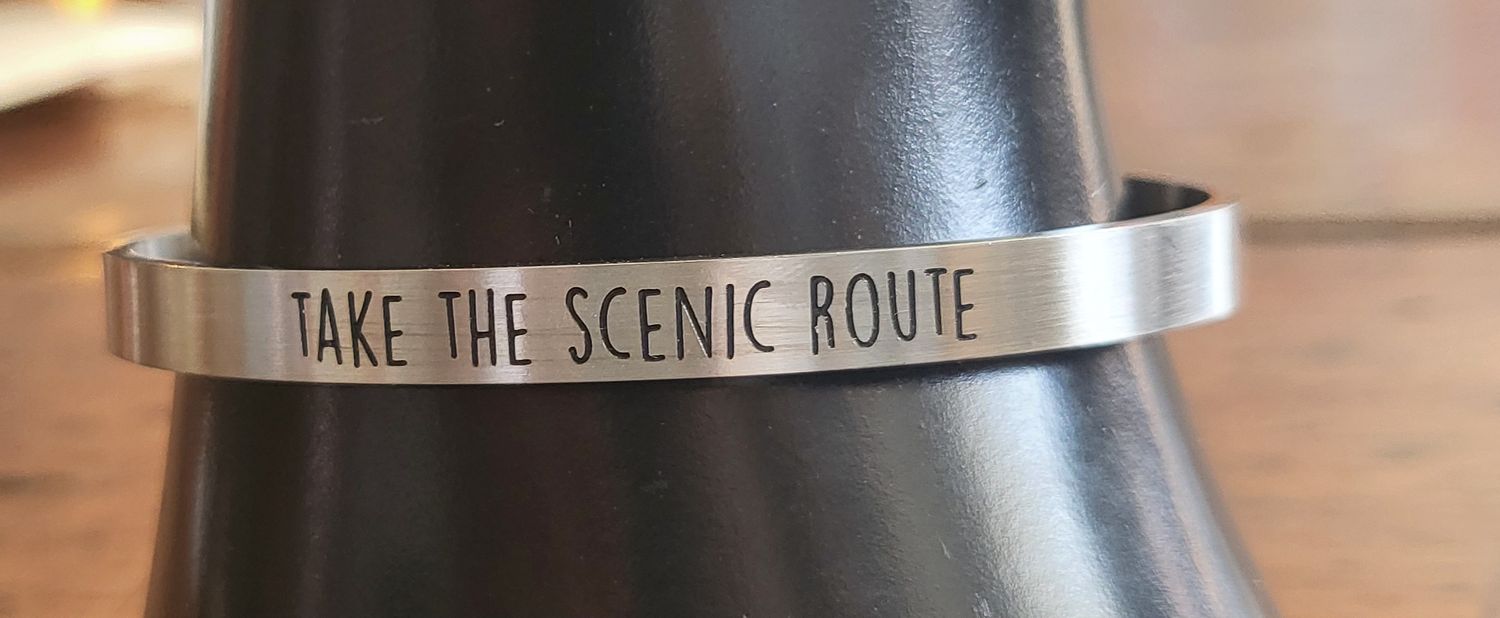 TAKE THE SCENIC ROUTE